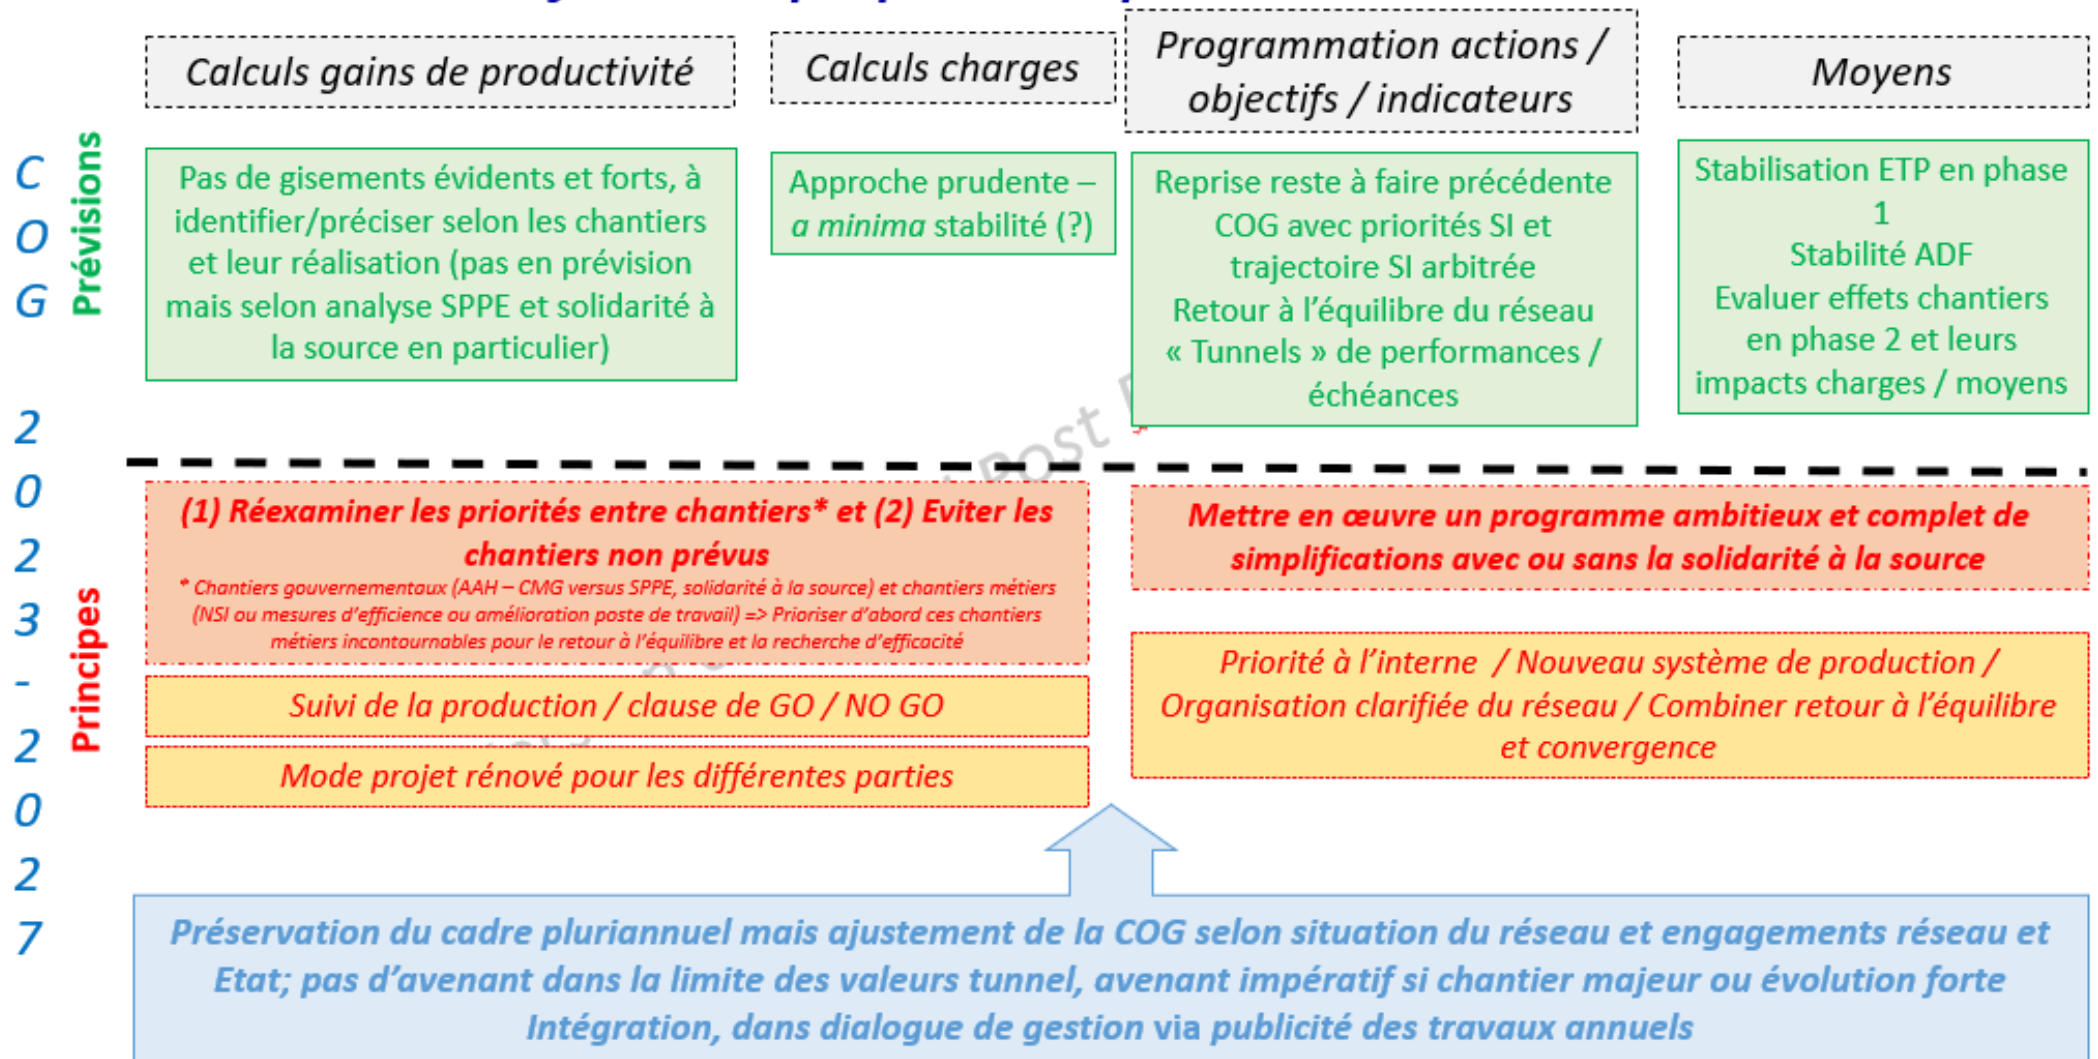 Calculs gains de productivité
Calculs charges
Programmation actions /
objectifs / indicateurs
Moyens
C
O
G
2
0
2
3
-
2
0
2
7
Prévisions
Pas de gisements évidents et forts, à
identifier/préciser selon les chantiers
et leur réalisation (pas en prévision
mais selon analyse SPPE et solidarité à
la source en particulier)
Approche prudente –
a minima stabilité (?)
Reprise reste à faire précédente
COG avec priorités SI et
trajectoire SI arbitrée
Retour à l'équilibre du réseau
« Tunnels » de performances /
échéances
Stabilisation ETP en phase
1
Stabilité ADF
Evaluer effets chantiers
en phase 2 et leurs
impacts charges / moyens
Post
Principes
(1) Réexaminer les priorités entre chantiers* et (2) Eviter les
chantiers non prévus
* Chantiers gouvernementaux (AAH – CMG versus SPPE, solidarité à la source) et chantiers métiers
(NSI ou mesures d'efficience ou amélioration poste de travail) => Prioriser d'abord ces chantiers
métiers incontournables pour le retour à l'équilibre et la recherche d'efficacité
Suivi de la production / clause de GO / NO GO
Mode projet rénové pour les différentes parties
Mettre en œuvre un programme ambitieux et complet de
simplifications avec ou sans la solidarité à la source
Priorité à l'interne / Nouveau système de production /
Organisation clarifiée du réseau / Combiner retour à l'équilibre
et convergence
Préservation du cadre pluriannuel mais ajustement de la COG selon situation du réseau et engagements réseau et
Etat; pas d'avenant dans la limite des valeurs tunnel, avenant impératif si chantier majeur ou évolution forte
Intégration, dans dialogue de gestion via publicité des travaux annuels